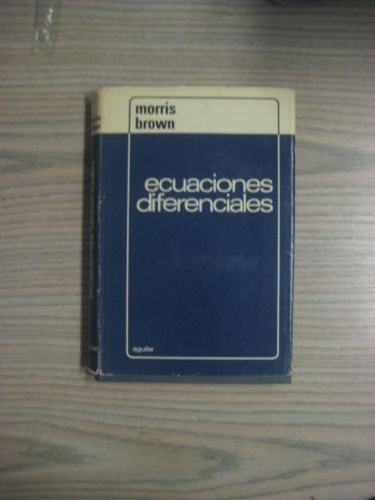 morris
brown
ecuaciones
diferenciales
aguilar